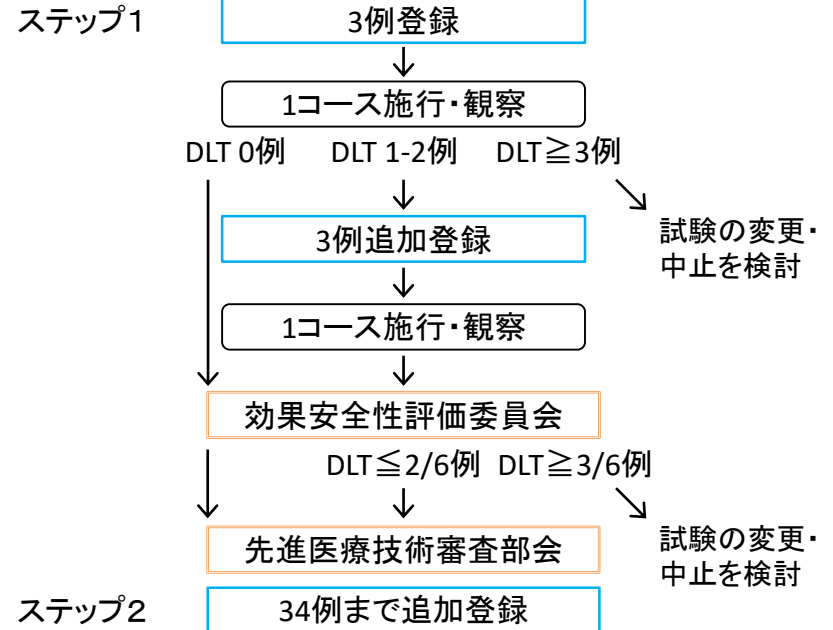 ステップ1
3例登録
1コース施行・観察
DLT 0例 DLT 1-2例 DLT≧3例
3例追加登録
試験の変更・
中止を検討
1コース施行・観察
効果安全性評価委員会
DLT≦2/6例 DLT≧3/6例
先進医療技術審査部会
試験の変更・
中止を検討
ステップ2
34例まで追加登録